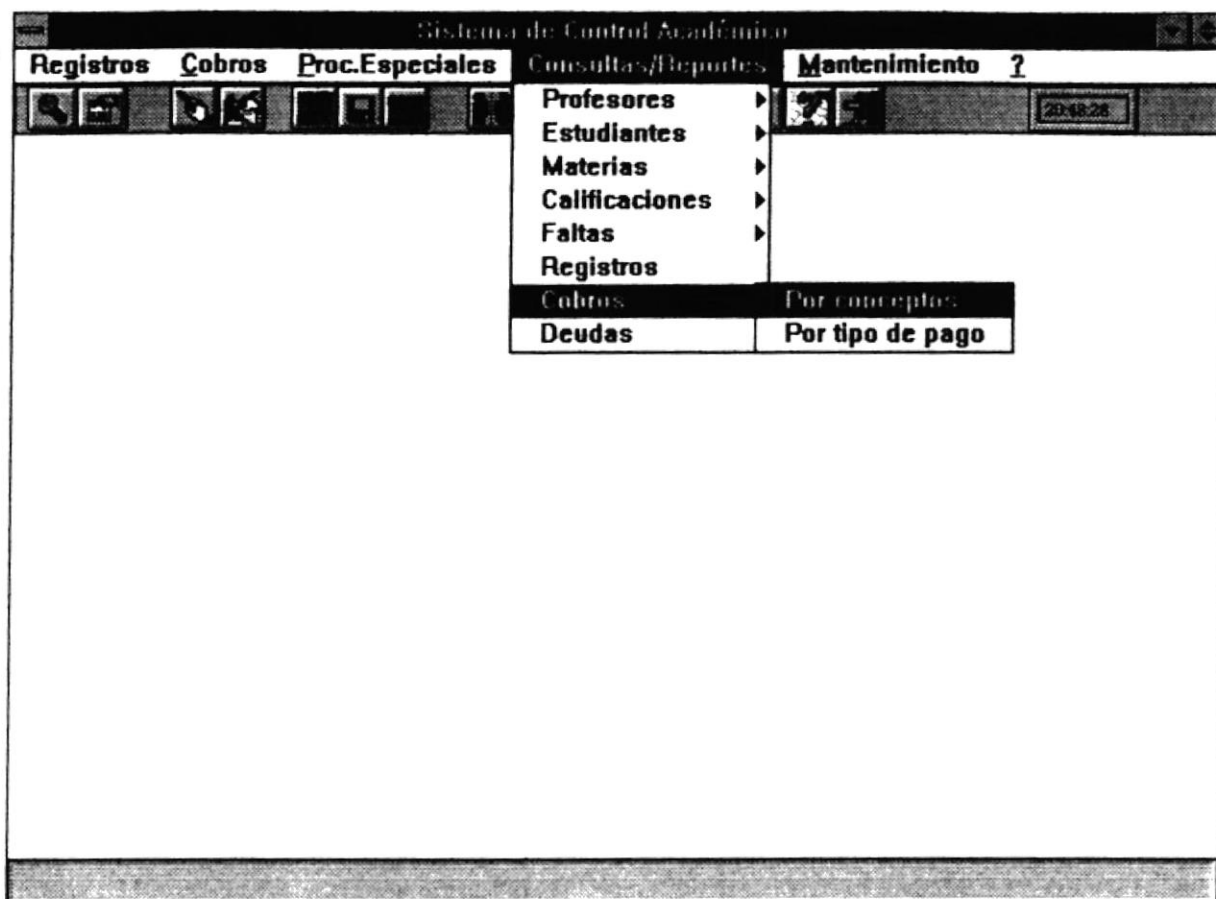 Sistema de Control Académico
Registros Cobros Proc.Especiales Consultas/Reportes Mantenimiento ?
20:48:28
Profesores
Estudiantes
Materias
Calificaciones
Faltas
Registros
Cobros Por conceptos
Deudas Por tipo de pago